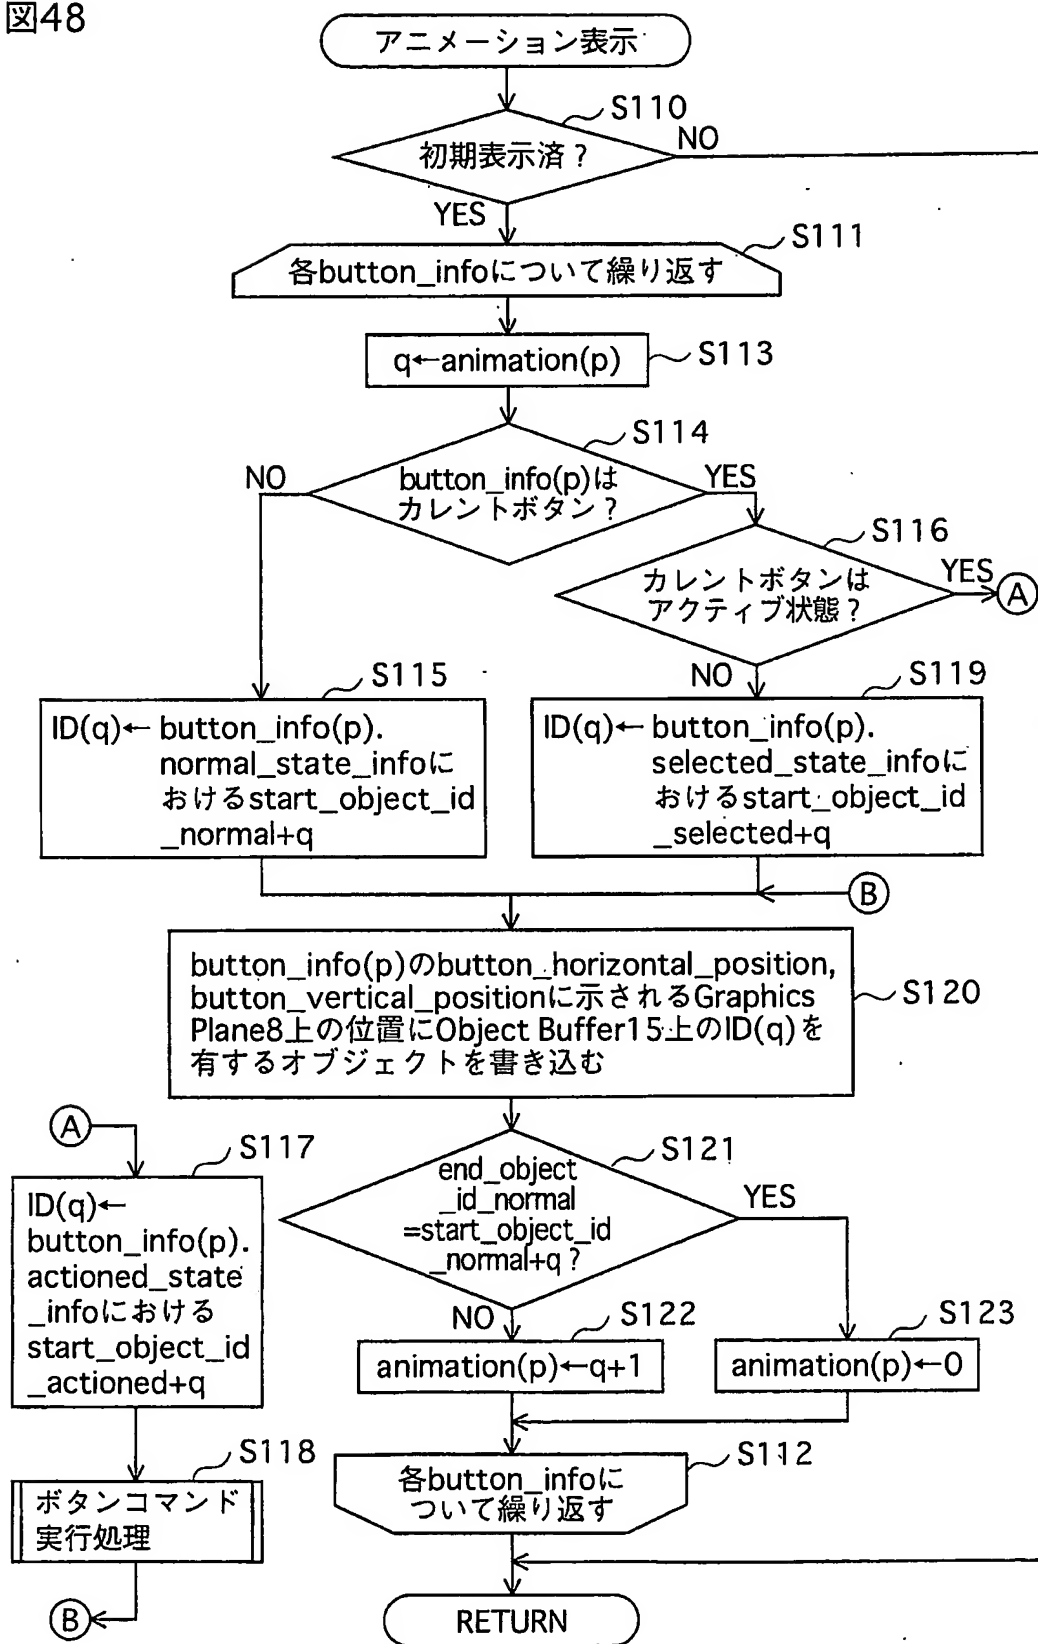 図48
アニメーション表示
S110
初期表示済？
NO
YES
S111
各button_infoについて繰り返す
q←animation(p)
S113
S114
button_info(p)は
カレントボタン？
NO
YES
S116
カレントボタンは
アクティブ状態？
YES
A
NO
S115
ID(q)← button_info(p).
normal_state_infoに
おけるstart_object_id
_normal+q
S119
ID(q)← button_info(p).
selected_state_infoに
おけるstart_object_id
_selected+q
B
button_info(p)のbutton_horizontal_position,
button_vertical_positionに示されるGraphics
Plane8上の位置にObject Buffer15上のID(q)を
有するオブジェクトを書き込む
S120
A
S117
ID(q)←
button_info(p).
actioned_state
_infoにおける
start_object_id
_actioned+q
S118
ボタンコマンド
実行処理
B
S121
end_object
_id_normal
=start_object_id
_normal+q？
YES
NO
S122
animation(p)←q+1
S123
animation(p)←0
S112
各button_infoに
ついて繰り返す
RETURN